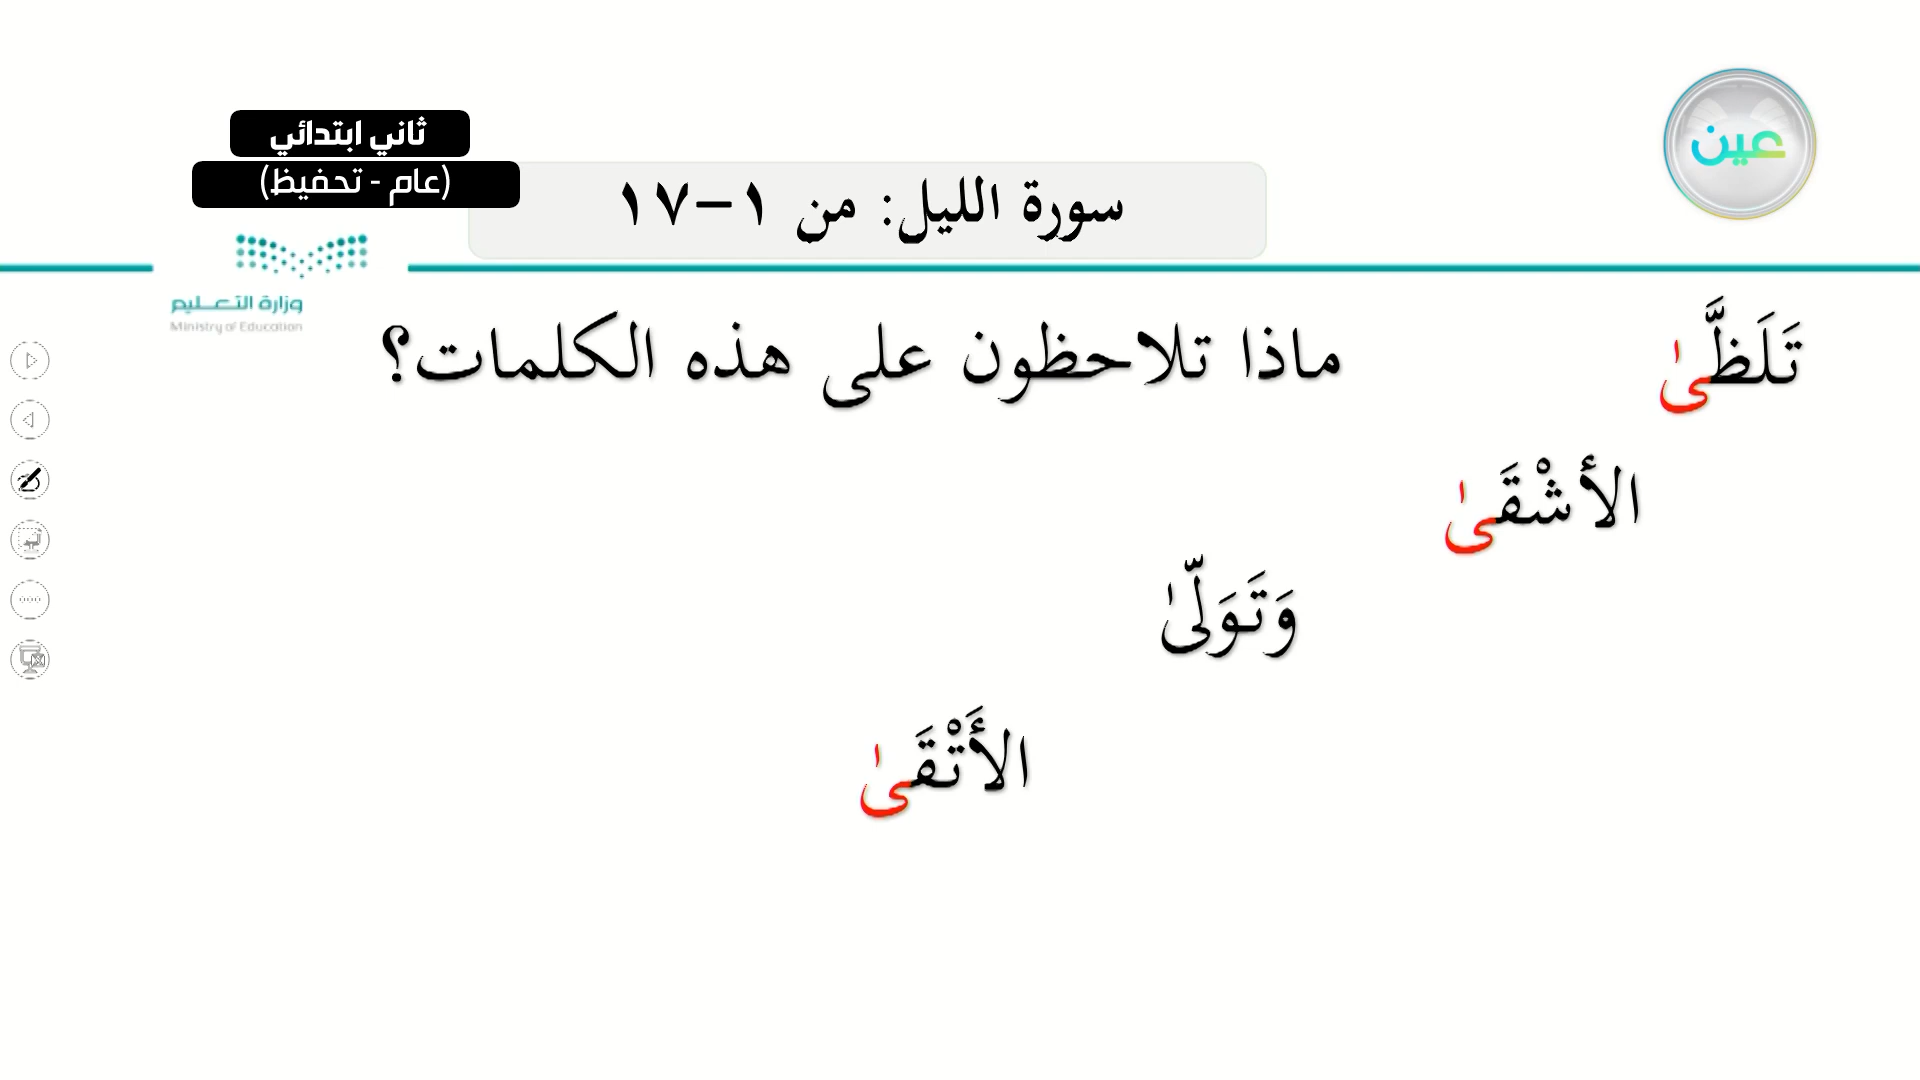 عين
ثاني ابتدائي
(عام - تحفيظ)
سورة الليل: من ١-١٧
وزارة التعليم
Ministry of Education
ماذا تلاحظون على هذه الكلمات؟
تَلَظَّىٰ
الأَشْقَىٰ
وَتَوَلّىٰ
الأَتْقَىٰ